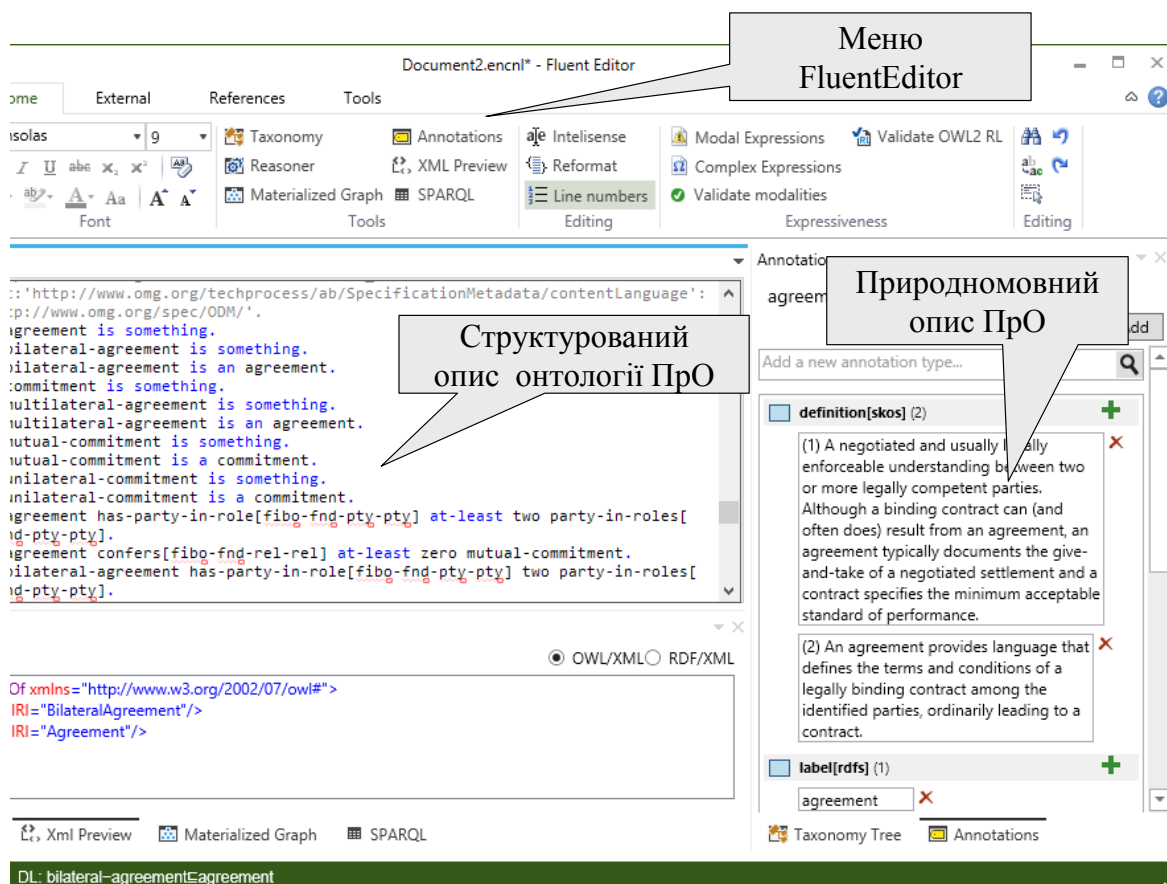 Меню
FluentEditor
Document2.encnl* - Fluent Editor
ome External References Tools
nsolas 9
I U abc x₂ x² AB
ab A Aa A A
Font
Taxonomy
Reasoner
Materialized Graph
Annotations
XML Preview
SPARQL
Tools
a|e Intelisense
Reformat
Line numbers
Editing
Modal Expressions
Complex Expressions
Validate modalities
Validate OWL2 RL
Expressiveness
ab
ac
Editing
:'http://www.omg.org/techprocess/ab/SpecificationMetadata/contentLanguage':
tp://www.omg.org/spec/ODM/'.
agreement is something.
bilateral-agreement is something.
bilateral-agreement is an agreement.
commitment is something.
multilateral-agreement is something.
multilateral-agreement is an agreement.
mutual-commitment is something.
mutual-commitment is a commitment.
unilateral-commitment is something.
unilateral-commitment is a commitment.
agreement has-party-in-role[fibo-fnd-pty-pty] at-least two party-in-roles[
nd-pty-pty].
agreement confers[fibo-fnd-rel-rel] at-least zero mutual-commitment.
bilateral-agreement has-party-in-role[fibo-fnd-pty-pty] two party-in-roles[
nd-pty-pty].
Структурований
опис онтології ПрО
OWL/XML RDF/XML
Of xmlns="http://www.w3.org/2002/07/owl#">
IRI="BilateralAgreement"/>
IRI="Agreement"/>
Xml Preview Materialized Graph SPARQL
Annotatio
agreem
Природномовний
опис ПрО
dd
Add a new annotation type...
definition[skos] (2)
(1) A negotiated and usually legally
enforceable understanding between two
or more legally competent parties.
Although a binding contract can (and
often does) result from an agreement, an
agreement typically documents the give-
and-take of a negotiated settlement and a
contract specifies the minimum acceptable
standard of performance.
(2) An agreement provides language that
defines the terms and conditions of a
legally binding contract among the
identified parties, ordinarily leading to a
contract.
label[rdfs] (1)
agreement
Taxonomy Tree Annotations
DL: bilateral−agreement⊑agreement